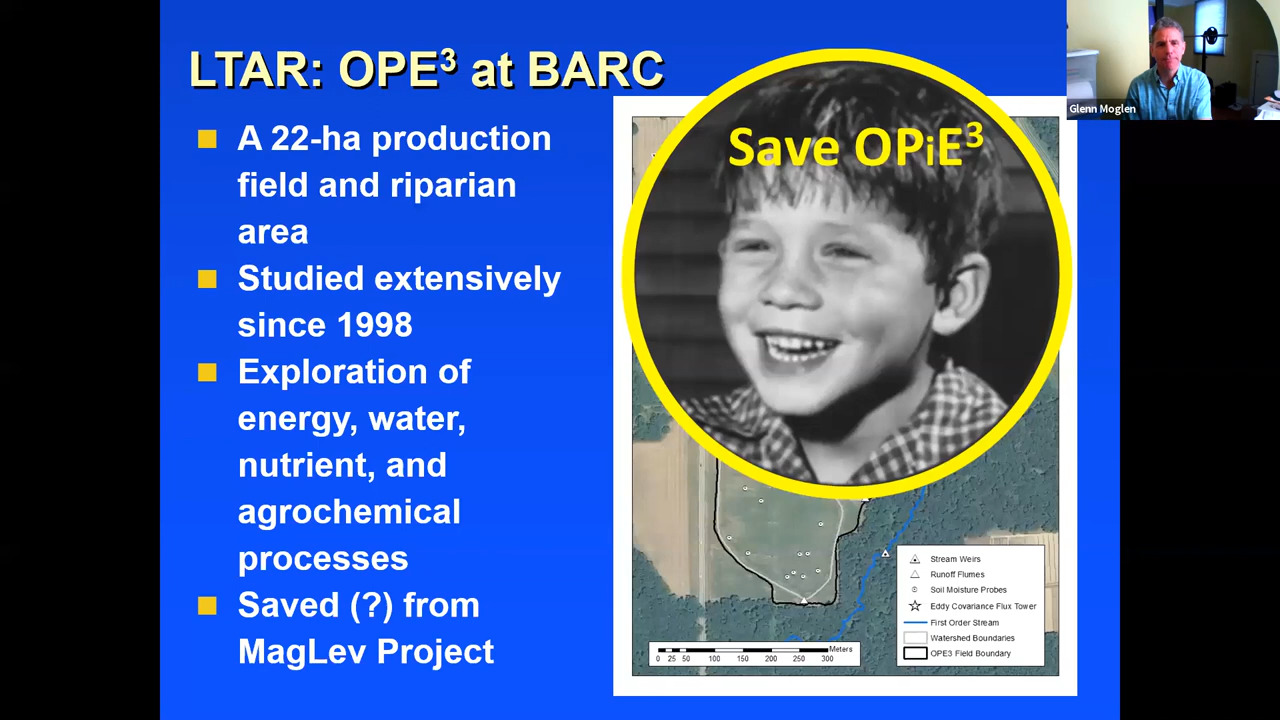 LTAR: OPE³ at BARC
A 22-ha production
field and riparian
area
Studied extensively
since 1998
Exploration of
energy, water,
nutrient, and
agrochemical
processes
Saved (?) from
MagLev Project
Save OPiE³
Stream Weirs
Runoff Flumes
Soil Moisture Probes
Eddy Covariance Flux Tower
First Order Stream
Watershed Boundaries
OPE3 Field Boundary
Meters
0 25 50 100 150 200 250 300
Glenn Moglen